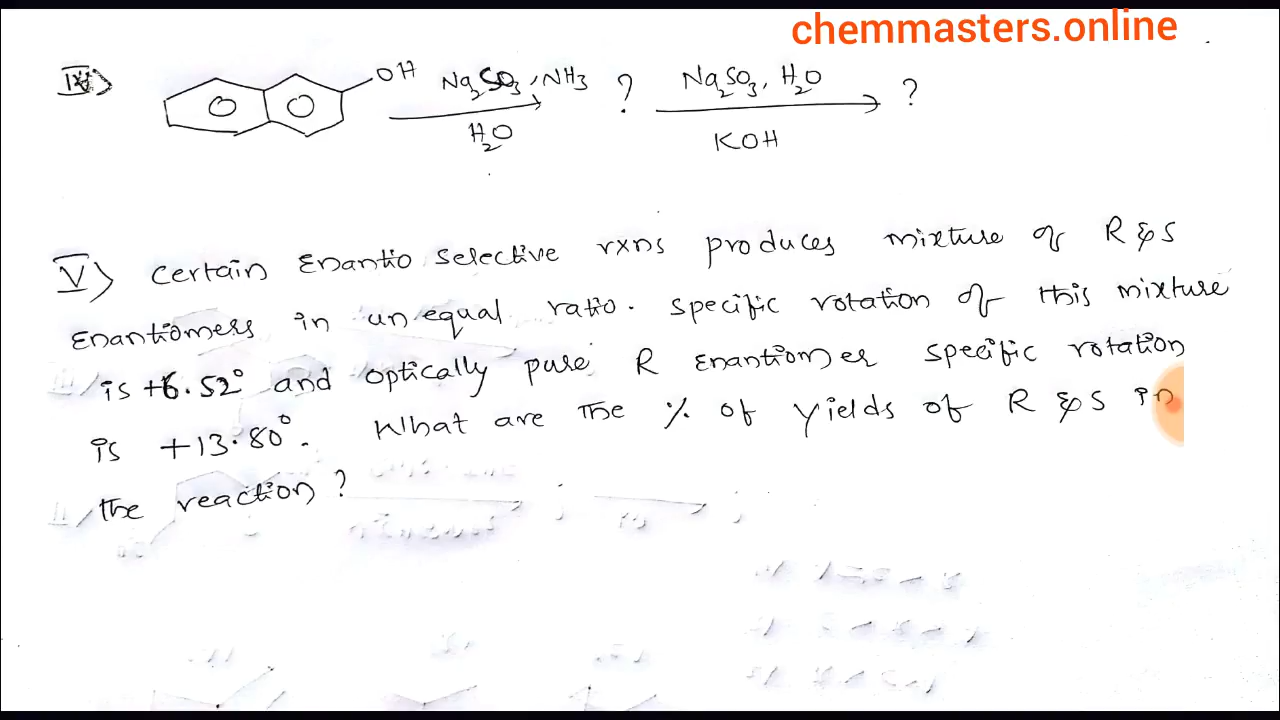 chemmasters.online
IV) OH Na2SO3, NH3 ? Na2SO3, H2O ?
H2O KOH
V) Certain Enantio selective rxns produces mixture of R & S
Enantiomers in unequal ratio. Specific rotation of this mixture
is +6.52° and optically pure R enantiomer specific rotation
is +13.80°. What are the % of yields of R & S in
the reaction?